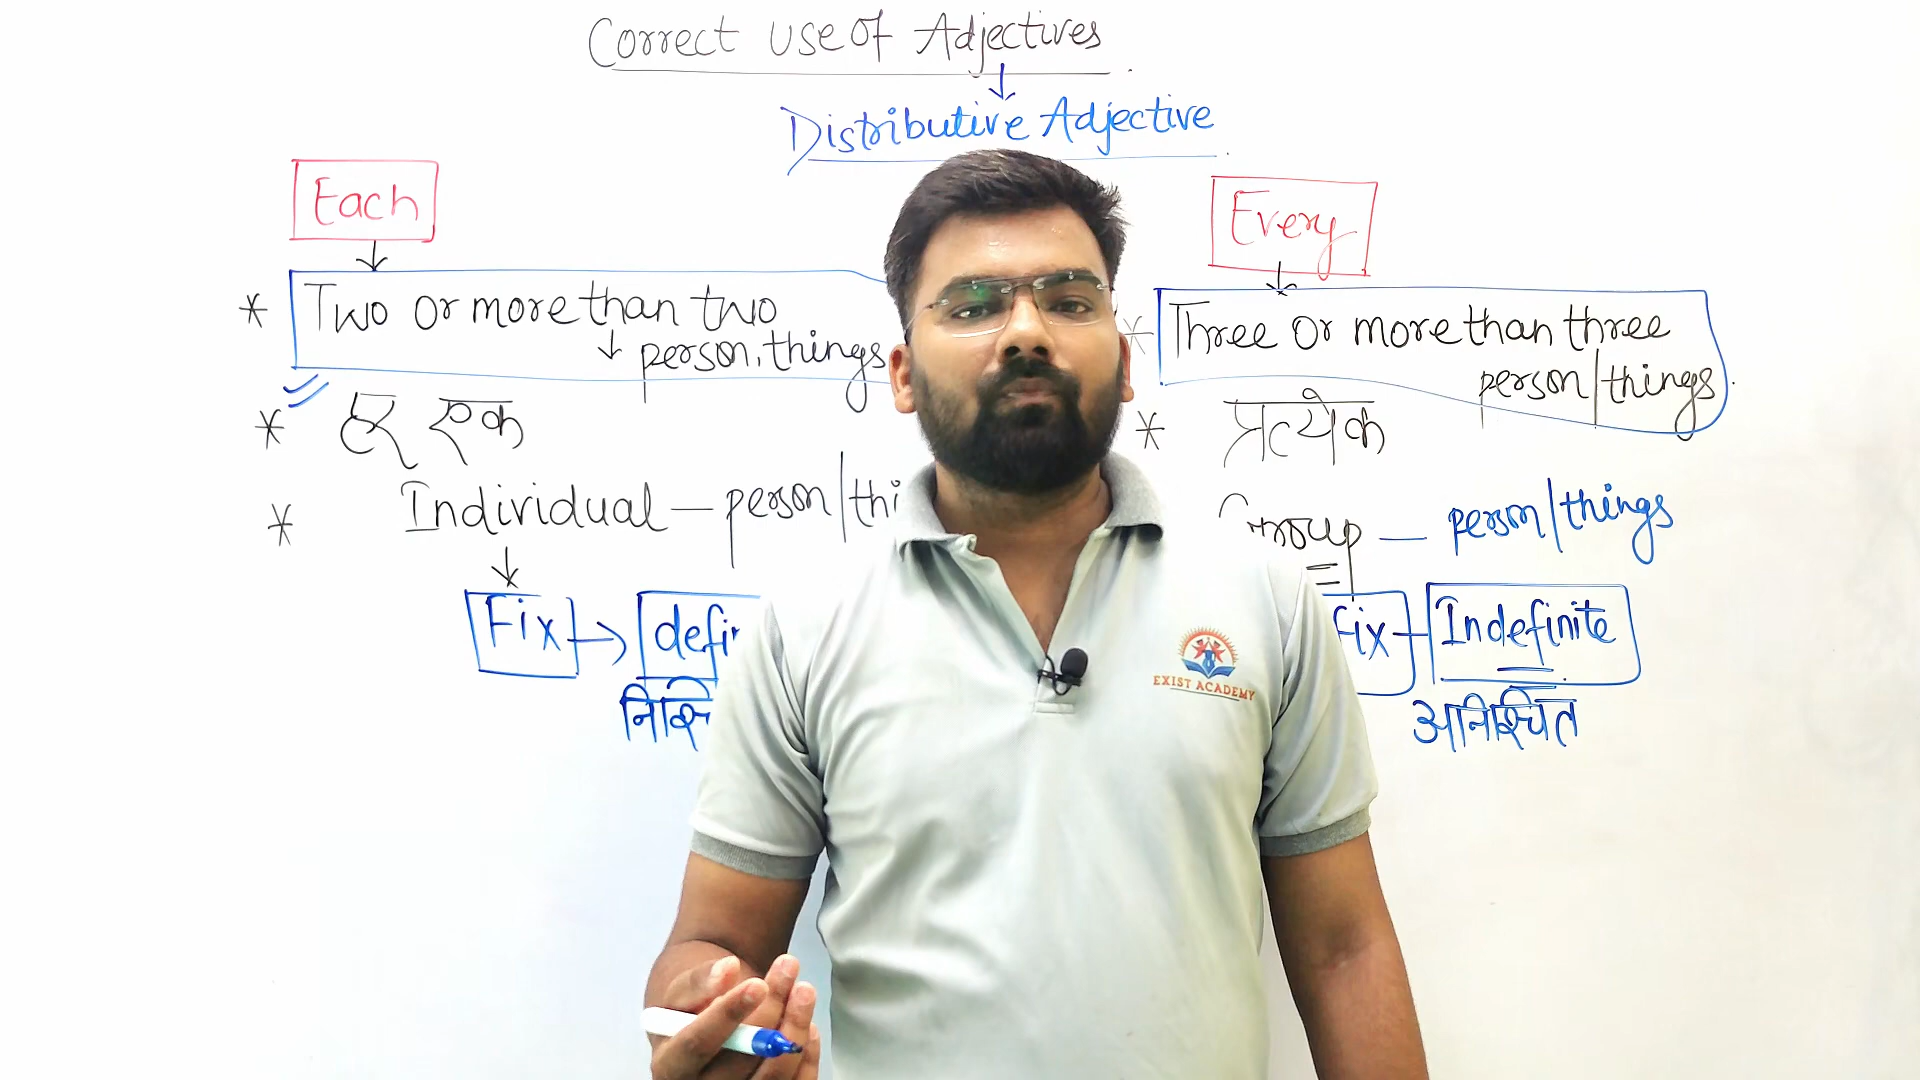 Correct use of Adjectives
Distributive Adjective
Each
Two or more than two
person, things
हर एक
Individual – person/thi
Fix → defi
Every
Three or more than three
person/things
प्रत्येक
Group – person/things
Fix – Indefinite
अनिश्चित
EXIST ACADEMY